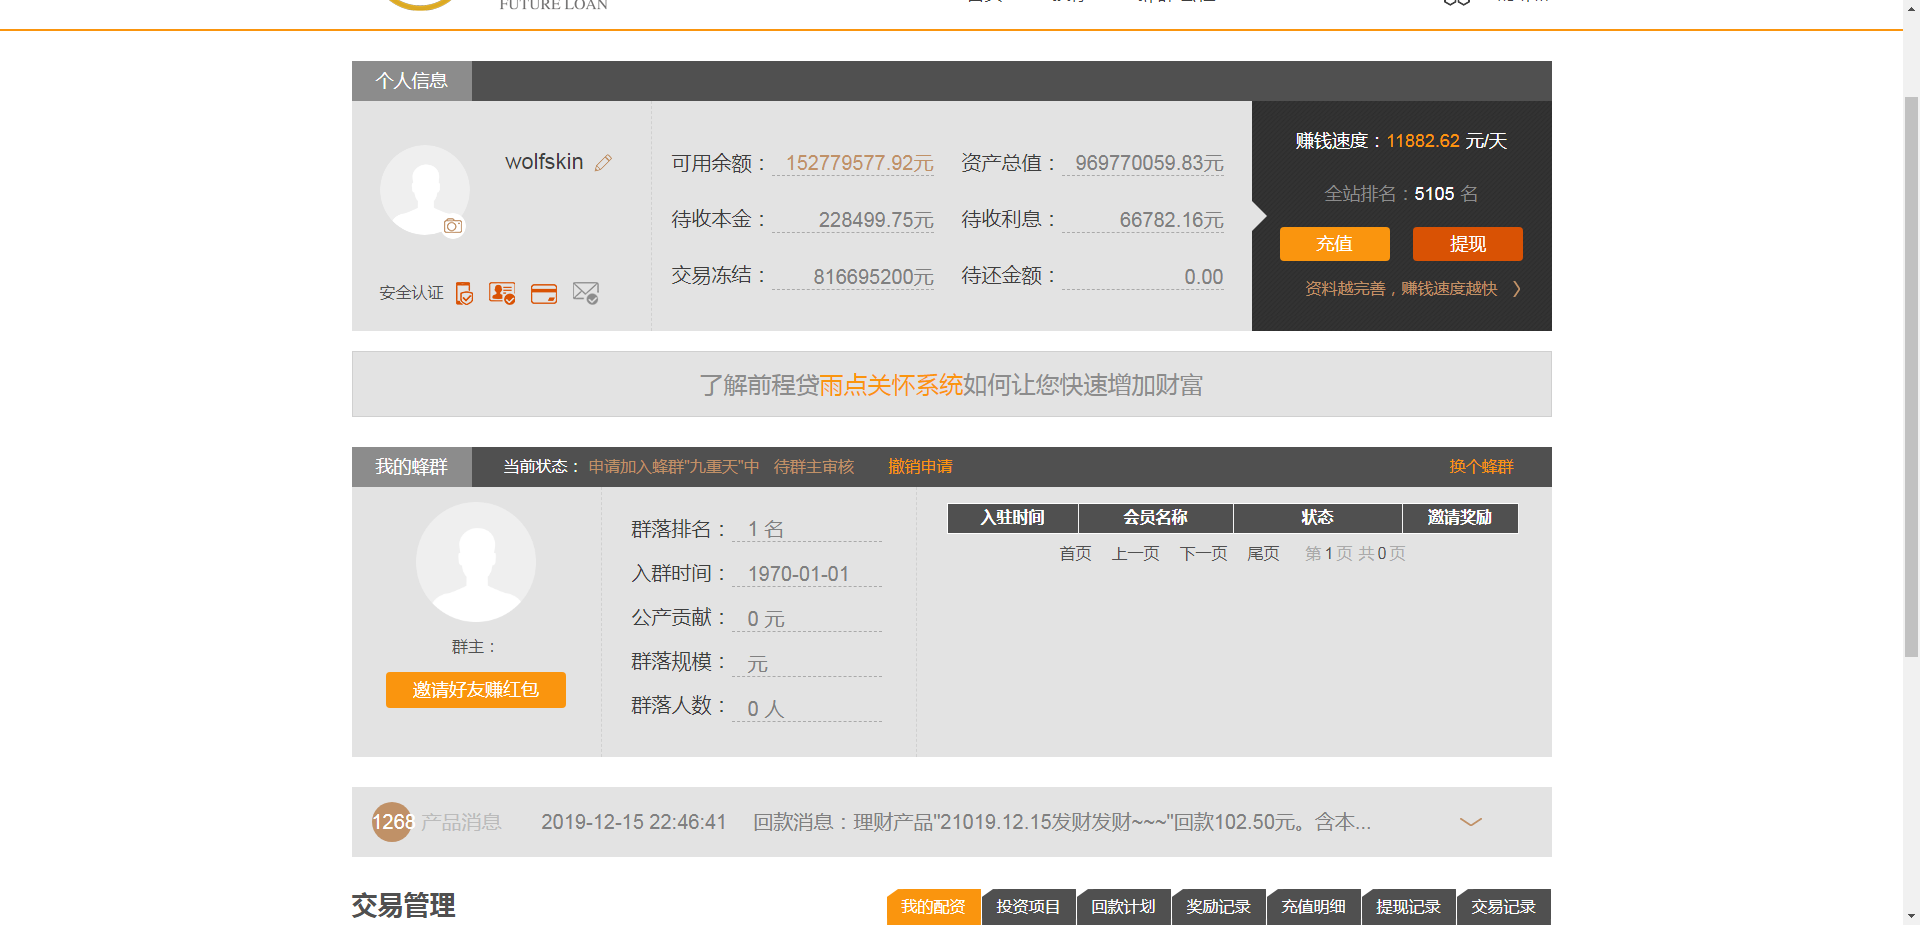 FUTURE LOAN
个人信息
wolfskin
安全认证
可用余额： 152779577.92元 资产总值： 969770059.83元
待收本金： 228499.75元 待收利息： 66782.16元
交易冻结： 816695200元 待还金额： 0.00
赚钱速度：11882.62 元/天
全站排名：5105 名
充值 提现
资料越完善，赚钱速度越快
了解前程贷雨点关怀系统如何让您快速增加财富
我的蜂群 当前状态： 申请加入蜂群"九重天"中 待群主审核 撤销申请 换个蜂群
群主：
邀请好友赚红包
群落排名： 1 名
入群时间： 1970-01-01
公产贡献： 0 元
群落规模： 元
群落人数： 0 人
入驻时间 会员名称 状态 邀请奖励
首页 上一页 下一页 尾页 第1页 共0页
1268 产品消息 2019-12-15 22:46:41 回款消息：理财产品"21019.12.15发财发财~~~"回款102.50元。含本...
交易管理
我的配资 投资项目 回款计划 奖励记录 充值明细 提现记录 交易记录